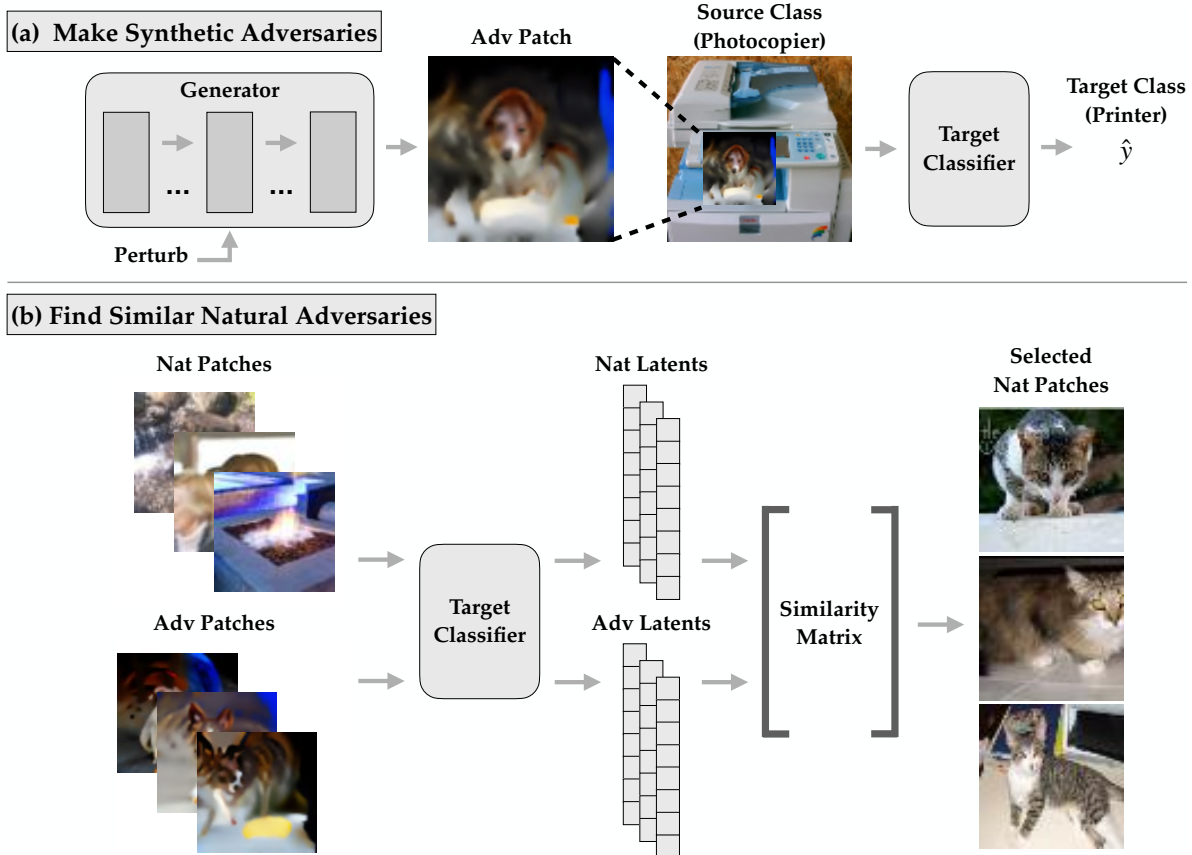 (a) Make Synthetic Adversaries
Adv Patch
Source Class
(Photocopier)
Generator
... ...
Perturb
Target
Classifier
Target Class
(Printer)
ŷ
(b) Find Similar Natural Adversaries
Nat Patches
Nat Latents
Selected
Nat Patches
Target
Classifier
Similarity
Matrix
Adv Patches
Adv Latents